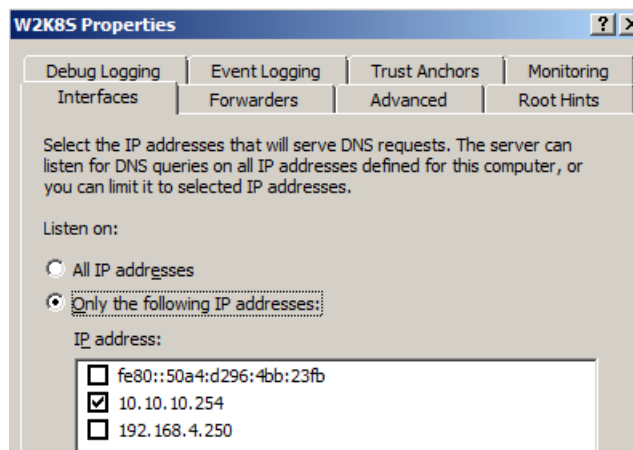 W2K8S Properties
Debug Logging Event Logging Trust Anchors Monitoring
Interfaces Forwarders Advanced Root Hints
Select the IP addresses that will serve DNS requests. The server can
listen for DNS queries on all IP addresses defined for this computer, or
you can limit it to selected IP addresses.
Listen on:
All IP addresses
Only the following IP addresses:
IP address:
fe80::50a4:d296:4bb:23fb
10.10.10.254
192.168.4.250